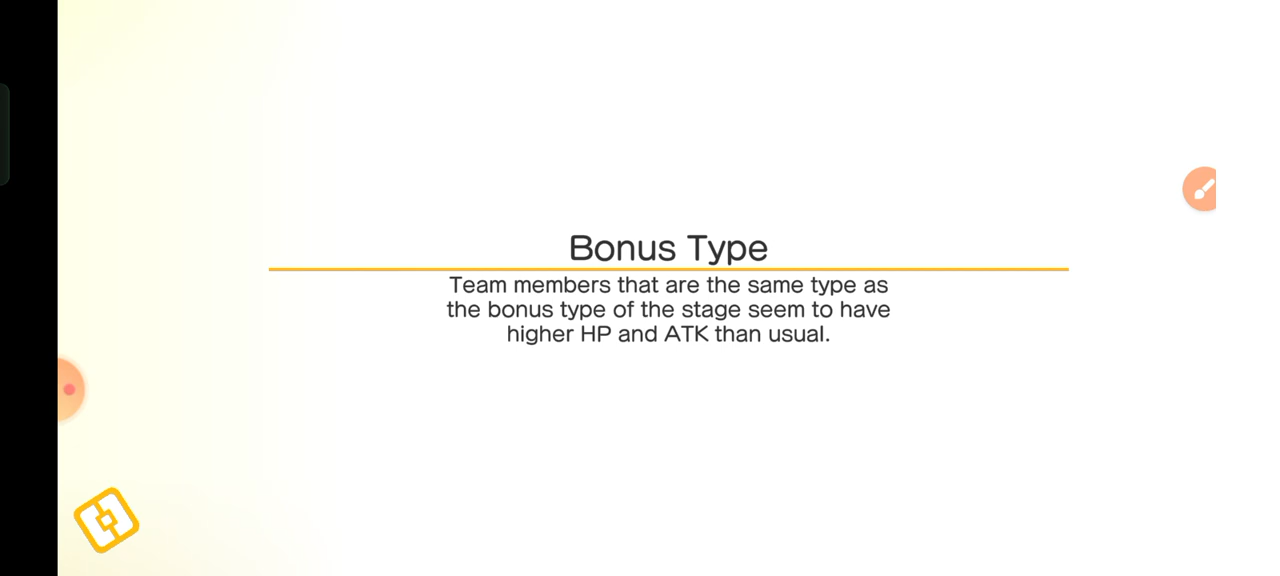 Bonus Type
Team members that are the same type as
the bonus type of the stage seem to have
higher HP and ATK than usual.